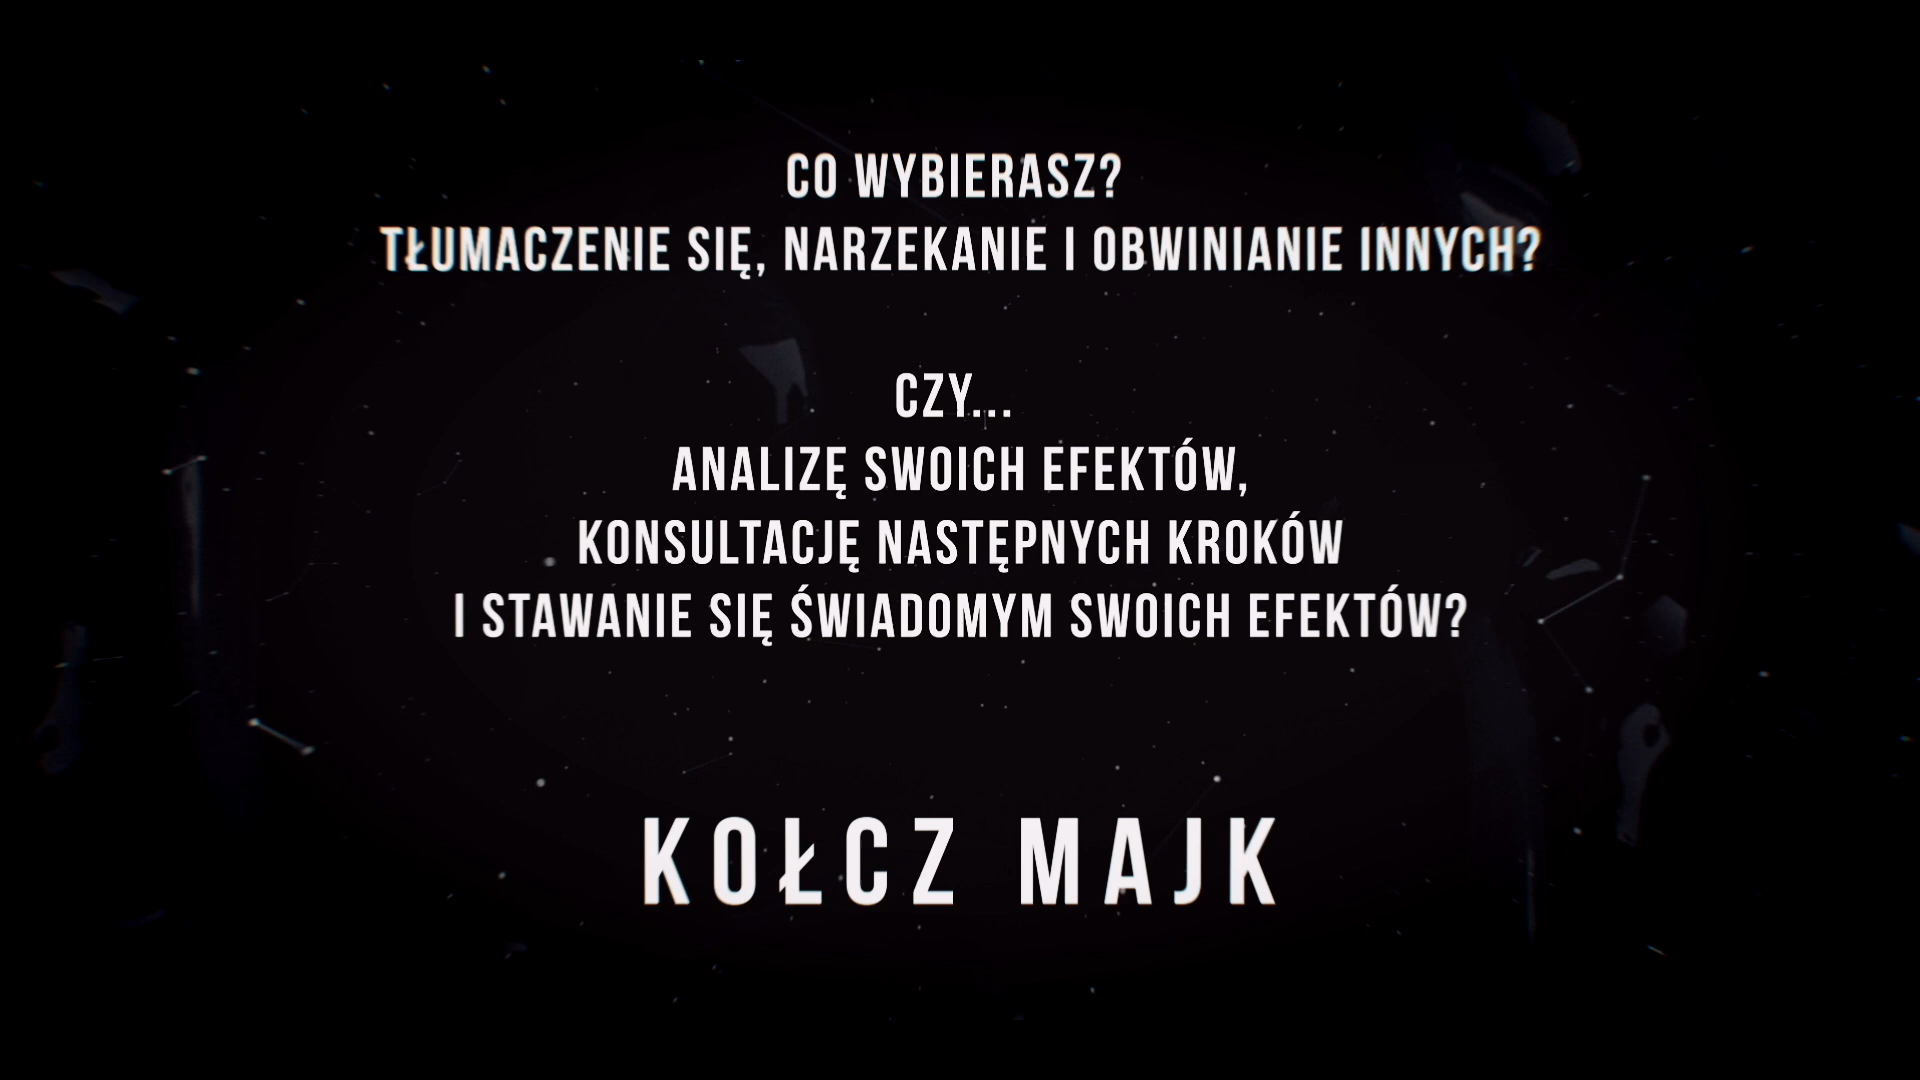 CO WYBIERASZ?
TŁUMACZENIE SIĘ, NARZEKANIE I OBWINIANIE INNYCH?
CZY...
ANALIZĘ SWOICH EFEKTÓW,
KONSULTACJĘ NASTĘPNYCH KROKÓW
I STAWANIE SIĘ ŚWIADOMYM SWOICH EFEKTÓW?
KOŁCZ MAJK